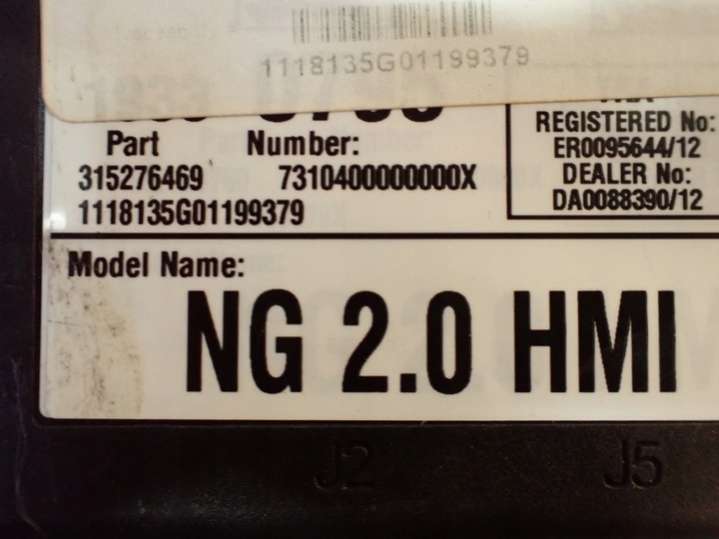 1118135G01199379
REGISTERED No:
ER0095644/12
DEALER No:
DA0088390/12
Part Number:
315276469 7310400000000X
1118135G01199379
Model Name:
NG 2.0 HMI
J2 J5